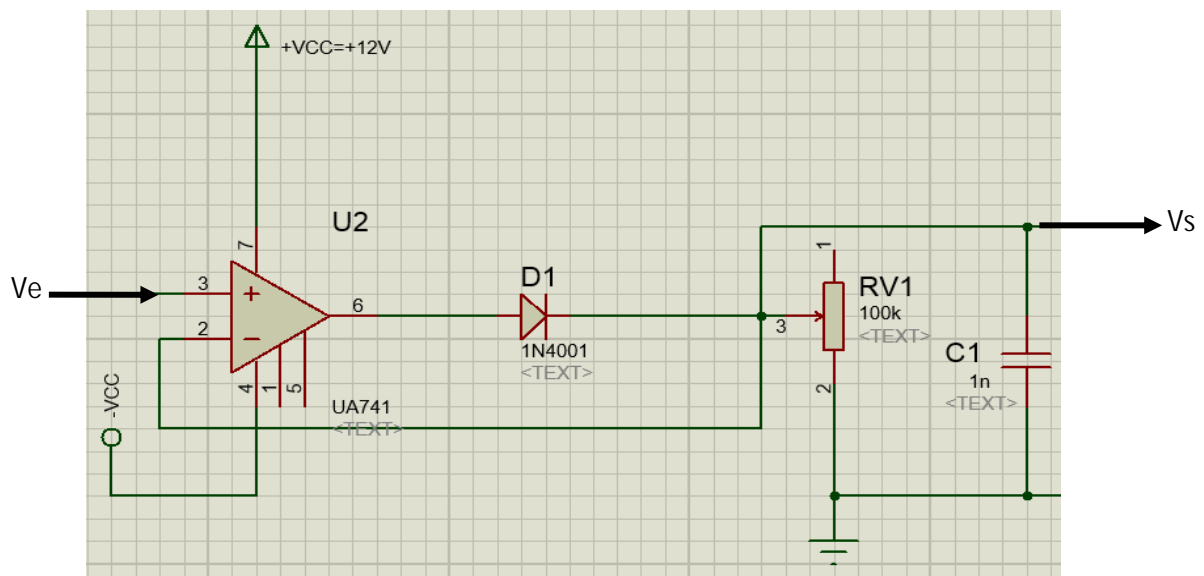 +VCC=+12V
U2
7
Vs
1
D1
Ve
3
+
6
RV1
100k
<TEXT>
3
2
−
1N4001
<TEXT>
C1
1n
<TEXT>
4
1
5
2
-VCC
UA741
<TEXT>